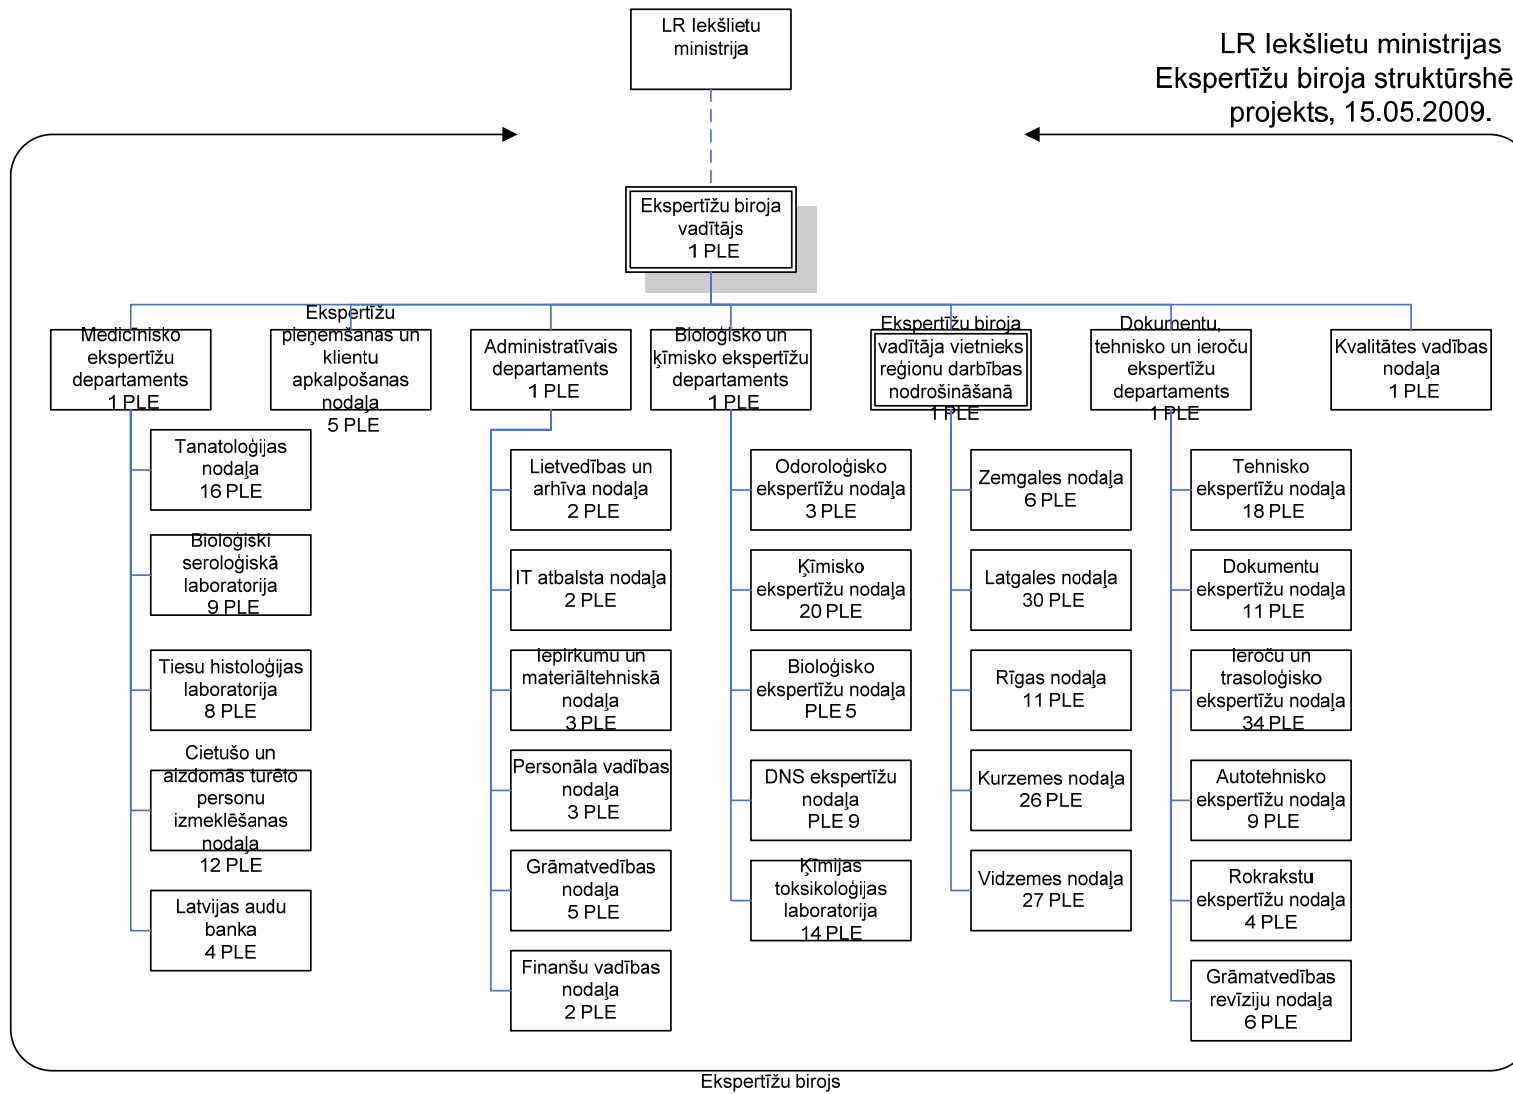 LR Iekšlietu
ministrija
LR Iekšlietu ministrijas
Ekspertīžu biroja struktūrshē
projekts, 15.05.2009.
Ekspertīžu biroja
vadītājs
1 PLE
Medicīnisko
ekspertīžu
departaments
1 PLE
Ekspertīžu
pieņemšanas un
klientu
apkalpošanas
nodaļa
5 PLE
Administratīvais
departaments
1 PLE
Bioloģisko un
ķīmisko ekspertīžu
departaments
1 PLE
Ekspertīžu biroja
vadītāja vietnieks
reģionu darbības
nodrošināšanā
1 PLE
Dokumentu,
tehnisko un ieroču
ekspertīžu
departaments
1 PLE
Kvalitātes vadības
nodaļa
1 PLE
Tanatoloģijas
nodaļa
16 PLE
Bioloģiski
seroloģiskā
laboratorija
9 PLE
Tiesu histoloģijas
laboratorija
8 PLE
Cietušo un
aizdomās turēto
personu
izmeklēšanas
nodaļa
12 PLE
Latvijas audu
banka
4 PLE
Lietvedības un
arhīva nodaļa
2 PLE
IT atbalsta nodaļa
2 PLE
Iepirkumu un
materiāltehniskā
nodaļa
3 PLE
Personāla vadības
nodaļa
3 PLE
Grāmatvedības
nodaļa
5 PLE
Finanšu vadības
nodaļa
2 PLE
Odoroloģisko
ekspertīžu nodaļa
3 PLE
Ķīmisko
ekspertīžu nodaļa
20 PLE
Bioloģisko
ekspertīžu nodaļa
PLE 5
DNS ekspertīžu
nodaļa
PLE 9
Ķīmijas
toksikoloģijas
laboratorija
14 PLE
Zemgales nodaļa
6 PLE
Latgales nodaļa
30 PLE
Rīgas nodaļa
11 PLE
Kurzemes nodaļa
26 PLE
Vidzemes nodaļa
27 PLE
Tehnisko
ekspertīžu nodaļa
18 PLE
Dokumentu
ekspertīžu nodaļa
11 PLE
Ieroču un
trasoloģisko
ekspertīžu nodaļa
34 PLE
Autotehnisko
ekspertīžu nodaļa
9 PLE
Rokrakstu
ekspertīžu nodaļa
4 PLE
Grāmatvedības
revīziju nodaļa
6 PLE
Ekspertīžu birojs